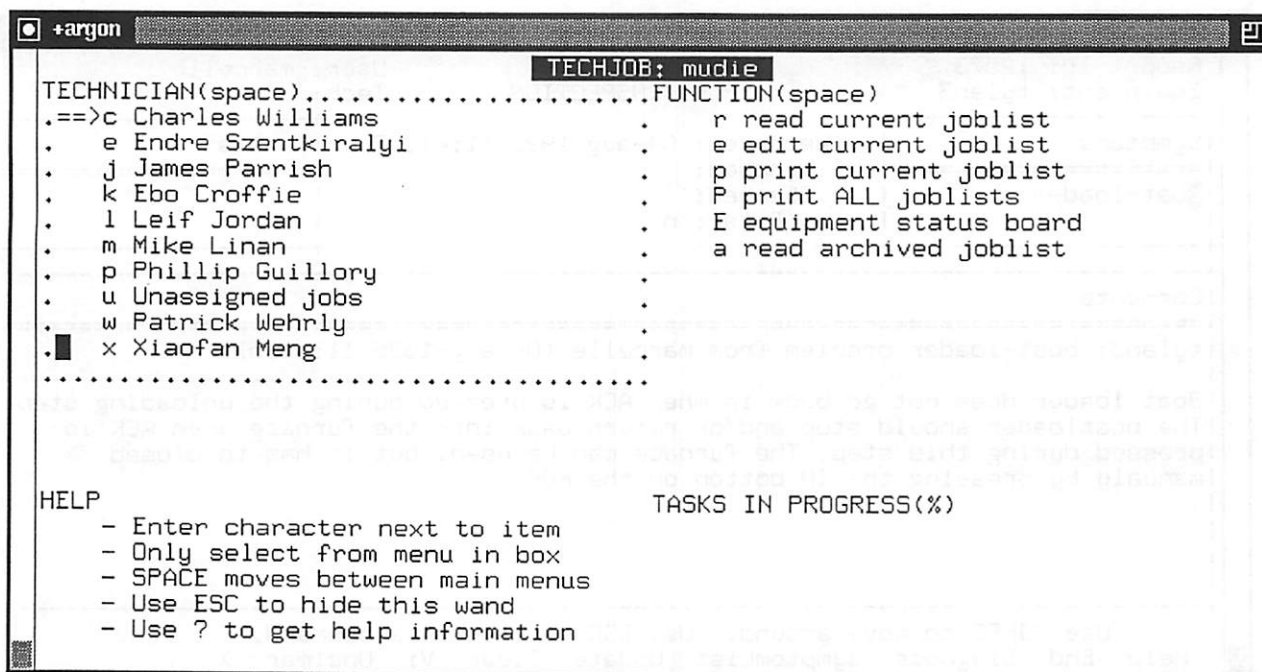 +argon
TECHJOB: mudie
TECHNICIAN(space)..............................FUNCTION(space)
.==>c Charles Williams . r read current joblist
. e Endre Szentkiralyi . e edit current joblist
. j James Parrish . p print current joblist
. k Ebo Croffie . P print ALL joblists
. l Leif Jordan . E equipment status board
. m Mike Linan . a read archived joblist
. p Phillip Guillory .
. u Unassigned jobs .
. w Patrick Wehrly .
. x Xiaofan Meng .
........................................
HELP TASKS IN PROGRESS(%)
- Enter character next to item
- Only select from menu in box
- SPACE moves between main menus
- Use ESC to hide this wand
- Use ? to get help information